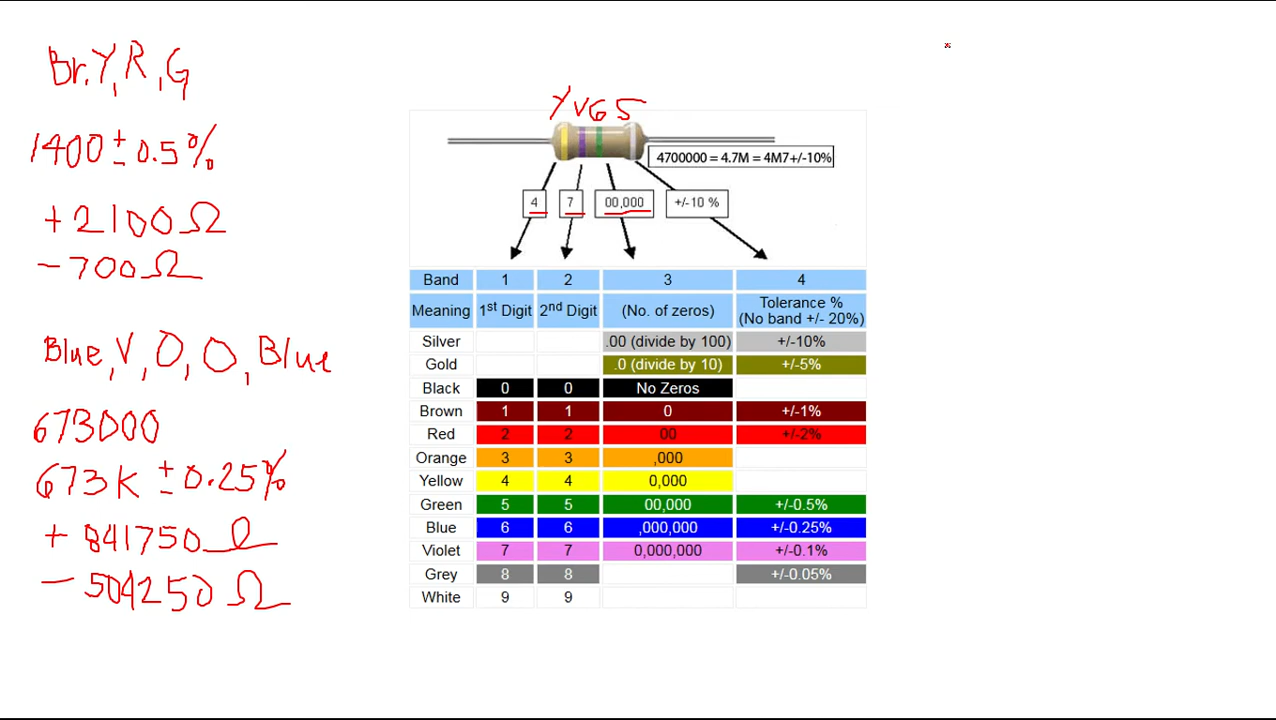 Br, Y, R, G
1400 ± 0.5%
+2100Ω
-700Ω
Blue, V, O, O, Blue
673000
673K ± 0.25%
+ 841750 Ω
- 504250 Ω
YVGS
4700000 = 4.7M = 4M7+/-10%
4 7 00,000 +/-10 %
Band 1 2 3 4
Meaning 1st Digit 2nd Digit (No. of zeros) Tolerance % (No band +/- 20%)
Silver .00 (divide by 100) +/-10%
Gold .0 (divide by 10) +/-5%
Black 0 0 No Zeros
Brown 1 1 0 +/-1%
Red 2 2 00 +/-2%
Orange 3 3 ,000
Yellow 4 4 0,000
Green 5 5 00,000 +/-0.5%
Blue 6 6 ,000,000 +/-0.25%
Violet 7 7 0,000,000 +/-0.1%
Grey 8 8 +/-0.05%
White 9 9